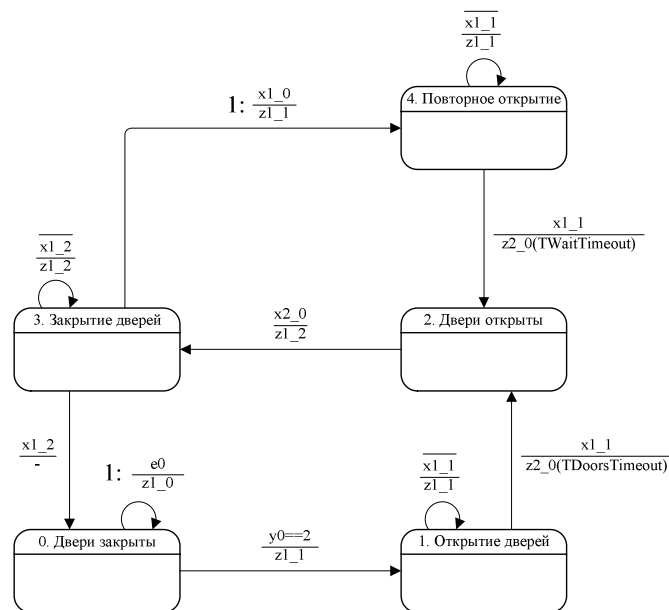 x1_1
z1_1
4. Повторное открытие
1: x1_0
z1_1
x1_1
z2_0(TWaitTimeout)
x1_2
z1_2
3. Закрытие дверей
x2_0
z1_2
2. Двери открыты
x1_2
-
1: e0
z1_0
x1_1
z1_1
x1_1
z2_0(TDoorsTimeout)
0. Двери закрыты
y0==2
z1_1
1. Открытие дверей